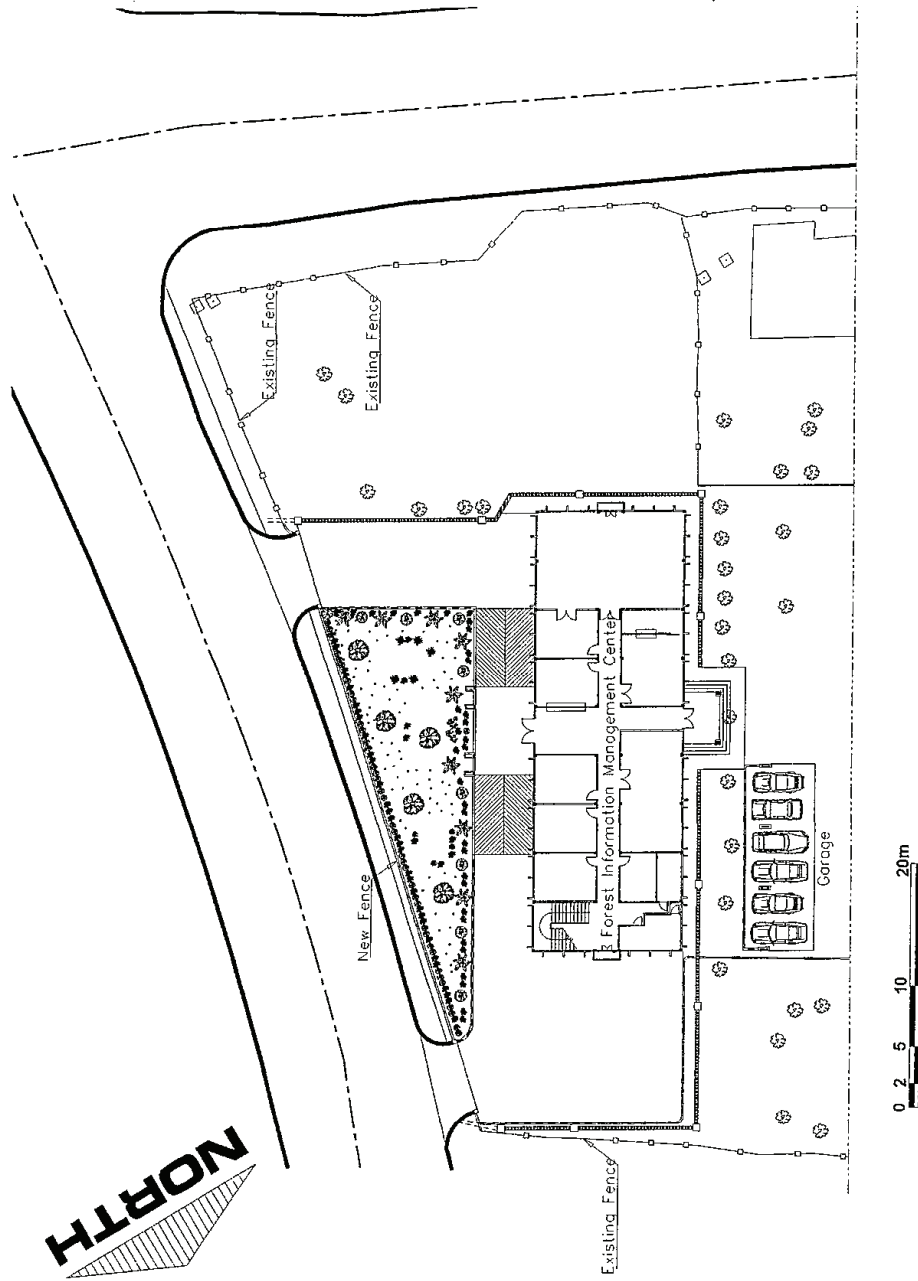 Existing Fence
Existing Fence
New Fence
Forest Information Management Center
Garage
Existing Fence
NORTH
0 2 5 10 20m